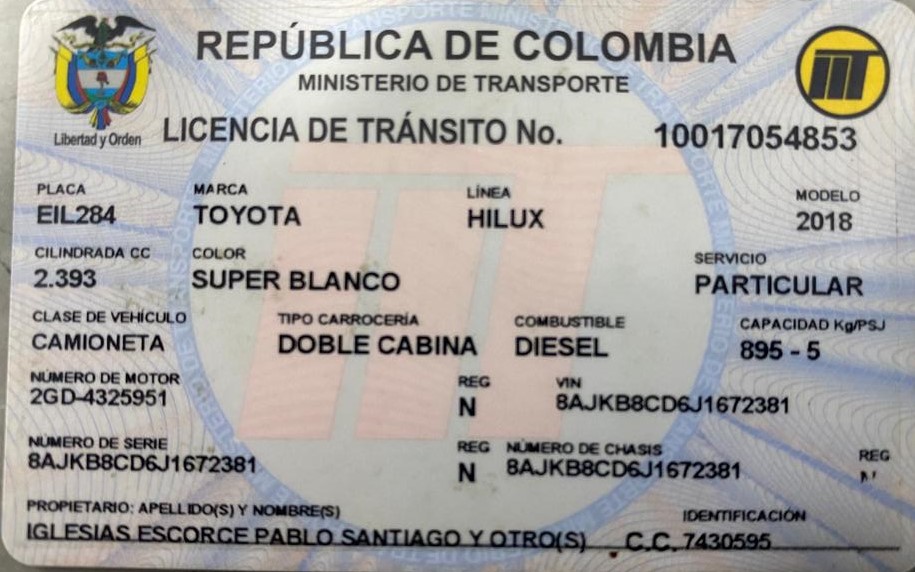 REPÚBLICA DE COLOMBIA
MINISTERIO DE TRANSPORTE
Libertad y Orden
LICENCIA DE TRÁNSITO No. 10017054853
PLACA MARCA LÍNEA MODELO
EIL284 TOYOTA HILUX 2018
CILINDRADA CC COLOR SERVICIO
2.393 SUPER BLANCO PARTICULAR
CLASE DE VEHÍCULO TIPO CARROCERÍA COMBUSTIBLE CAPACIDAD Kg/PSJ
CAMIONETA DOBLE CABINA DIESEL 895 - 5
NÚMERO DE MOTOR REG VIN
2GD-4325951 N 8AJKB8CD6J1672381
NÚMERO DE SERIE REG NÚMERO DE CHASIS REG
8AJKB8CD6J1672381 N 8AJKB8CD6J1672381
PROPIETARIO: APELLIDO(S) Y NOMBRE(S) IDENTIFICACIÓN
IGLESIAS ESCORCE PABLO SANTIAGO Y OTRO(S) C.C. 7430595